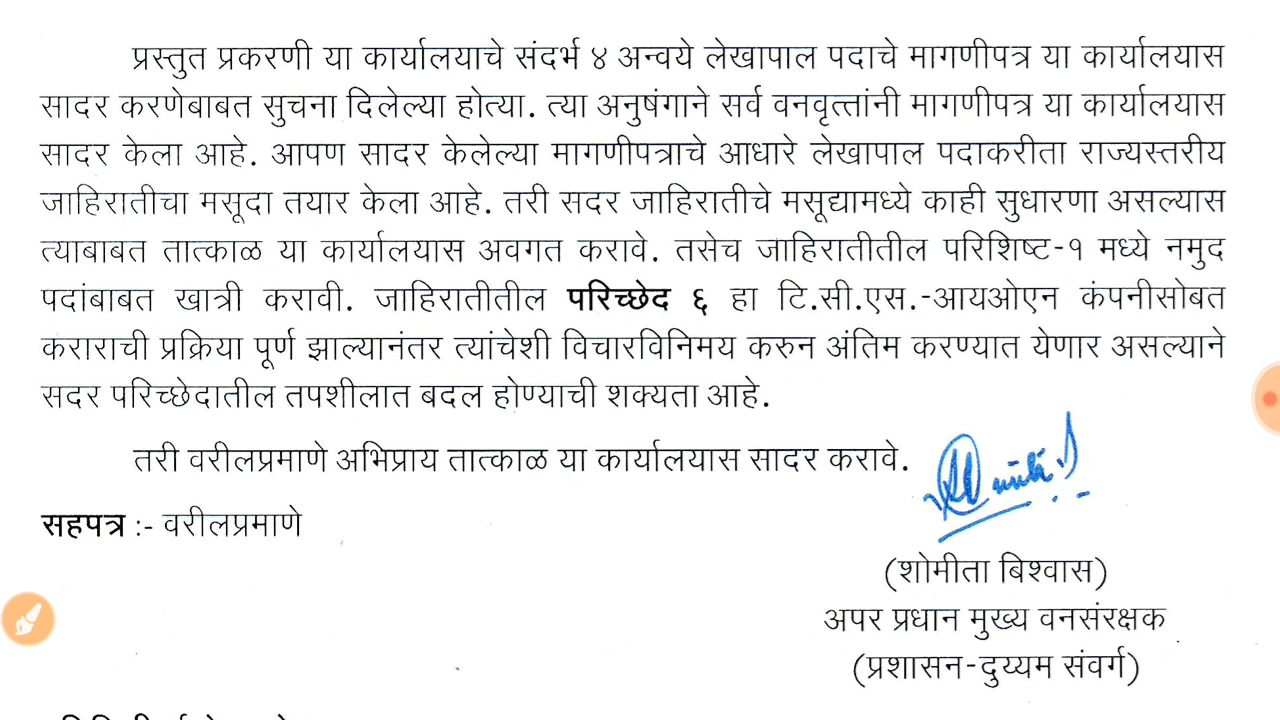 प्रस्तुत प्रकरणी या कार्यालयाचे संदर्भ ४ अन्वये लेखापाल पदाचे मागणीपत्र या कार्यालयास
सादर करणेबाबत सुचना दिलेल्या होत्या. त्या अनुषंगाने सर्व वनवृत्तांनी मागणीपत्र या कार्यालयास
सादर केला आहे. आपण सादर केलेल्या मागणीपत्राचे आधारे लेखापाल पदाकरीता राज्यस्तरीय
जाहिरातीचा मसूदा तयार केला आहे. तरी सदर जाहिरातीचे मसूद्यामध्ये काही सुधारणा असल्यास
त्याबाबत तात्काळ या कार्यालयास अवगत करावे. तसेच जाहिरातीतील परिशिष्ट-१ मध्ये नमुद
पदांबाबत खात्री करावी. जाहिरातीतील परिच्छेद ६ हा टि.सी.एस.-आयओएन कंपनीसोबत
कराराची प्रक्रिया पूर्ण झाल्यानंतर त्यांचेशी विचारविनिमय करुन अंतिम करण्यात येणार असल्याने
सदर परिच्छेदातील तपशीलात बदल होण्याची शक्यता आहे.
तरी वरीलप्रमाणे अभिप्राय तात्काळ या कार्यालयास सादर करावे.
सहपत्र :- वरीलप्रमाणे
(शोमीता बिश्वास)
अपर प्रधान मुख्य वनसंरक्षक
(प्रशासन-दुय्यम संवर्ग)